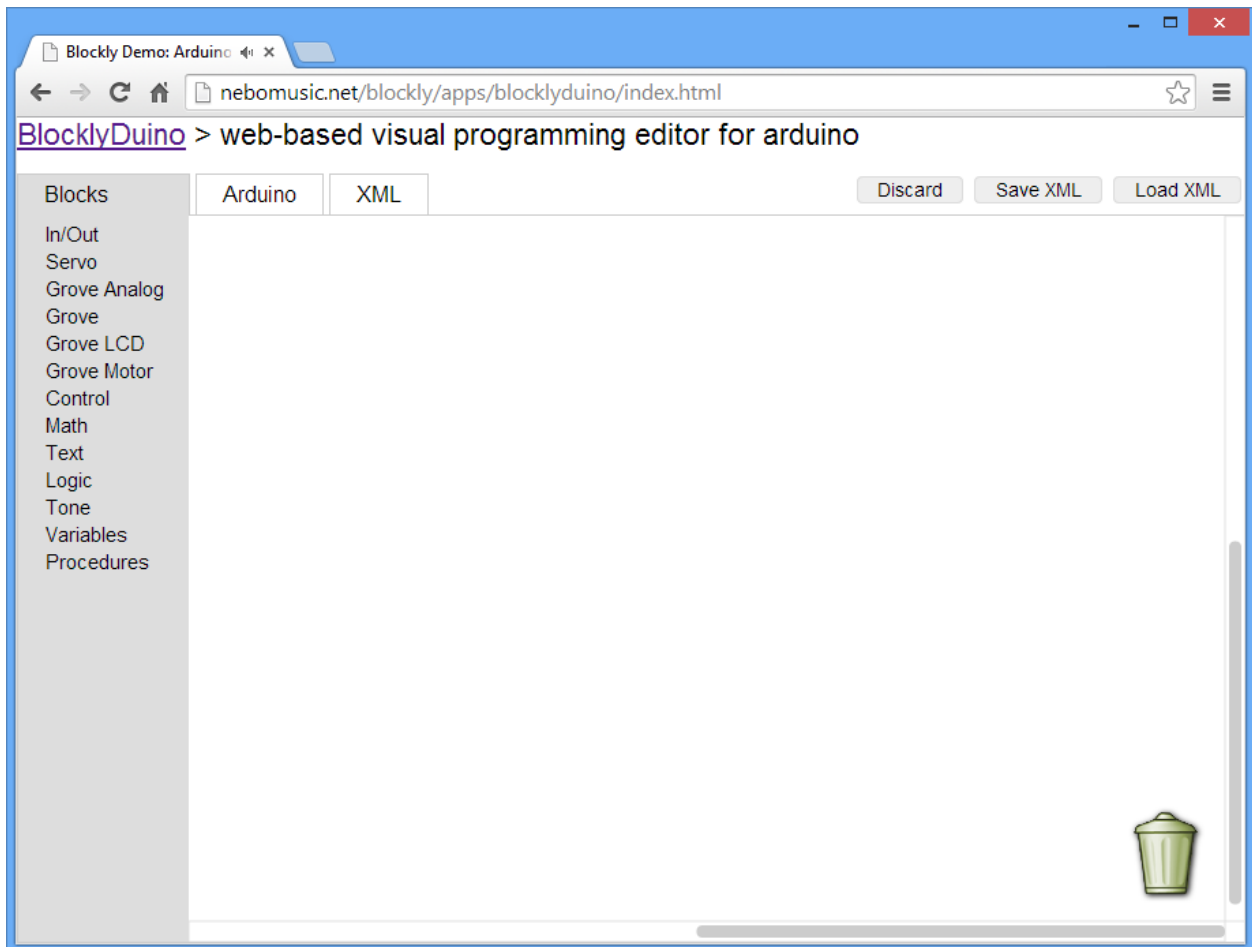 Blockly Demo: Arduino
nebomusic.net/blockly/apps/blocklyduino/index.html
BlocklyDuino > web-based visual programming editor for arduino
Blocks Arduino XML Discard Save XML Load XML
In/Out
Servo
Grove Analog
Grove
Grove LCD
Grove Motor
Control
Math
Text
Logic
Tone
Variables
Procedures